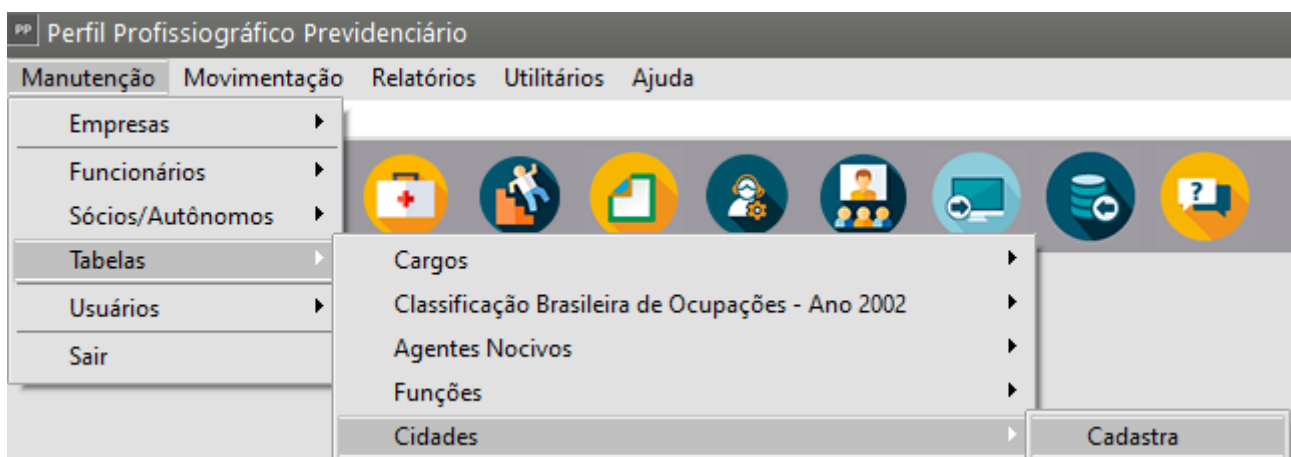 PP Perfil Profissiográfico Previdenciário
Manutenção Movimentação Relatórios Utilitários Ajuda
Empresas
Funcionários
Sócios/Autônomos
Tabelas
Usuários
Sair
Cargos
Classificação Brasileira de Ocupações - Ano 2002
Agentes Nocivos
Funções
Cidades
Cadastra
?